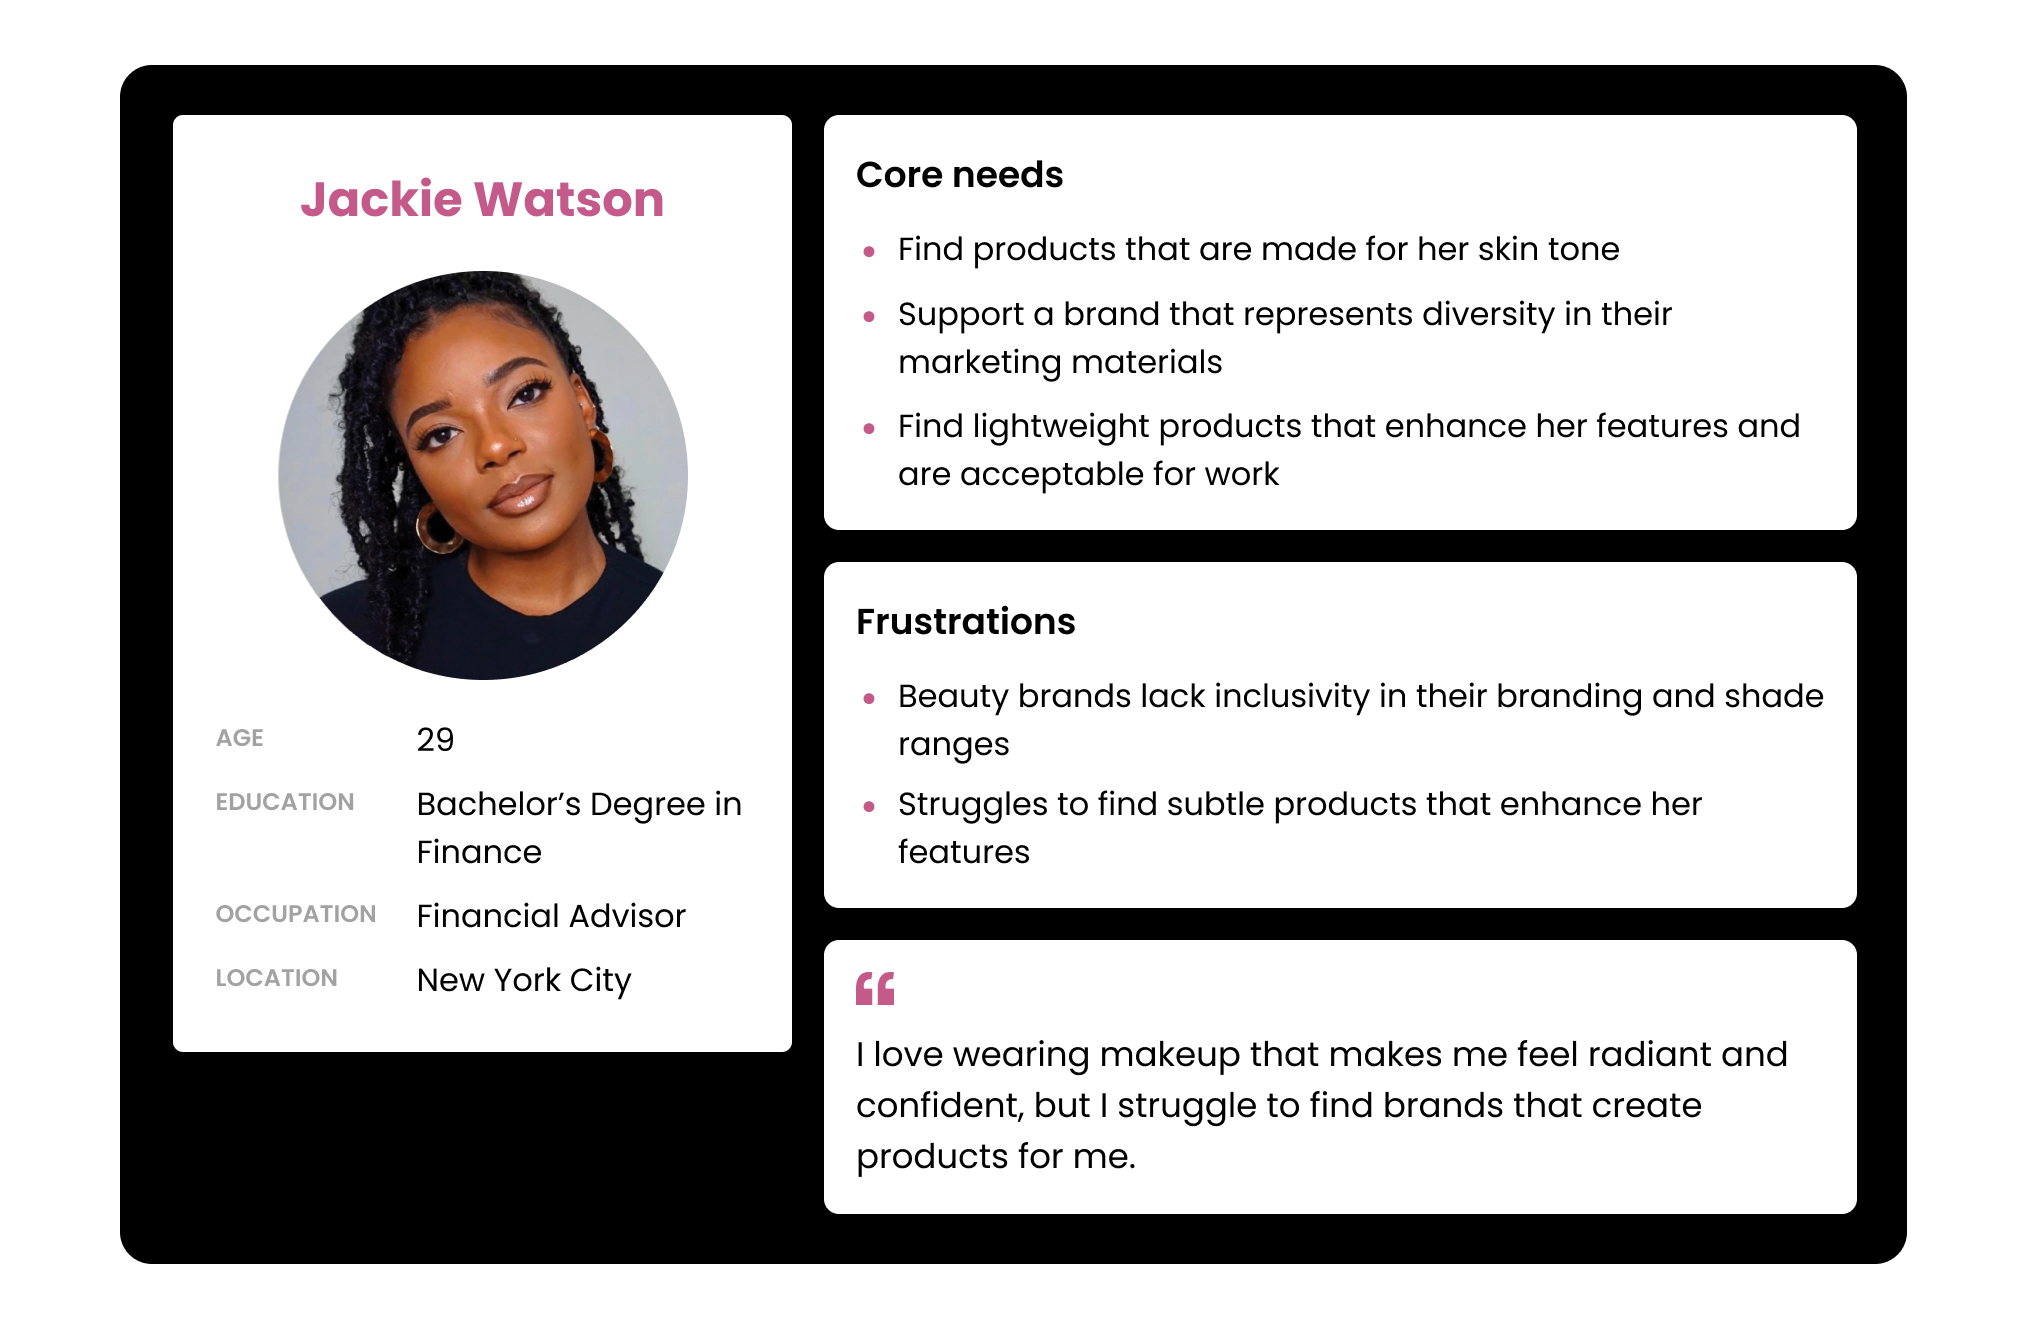 Jackie Watson
AGE 29
EDUCATION Bachelor’s Degree in
Finance
OCCUPATION Financial Advisor
LOCATION New York City
Core needs
• Find products that are made for her skin tone
• Support a brand that represents diversity in their
marketing materials
• Find lightweight products that enhance her features and
are acceptable for work
Frustrations
• Beauty brands lack inclusivity in their branding and shade
ranges
• Struggles to find subtle products that enhance her
features
“
I love wearing makeup that makes me feel radiant and
confident, but I struggle to find brands that create
products for me.